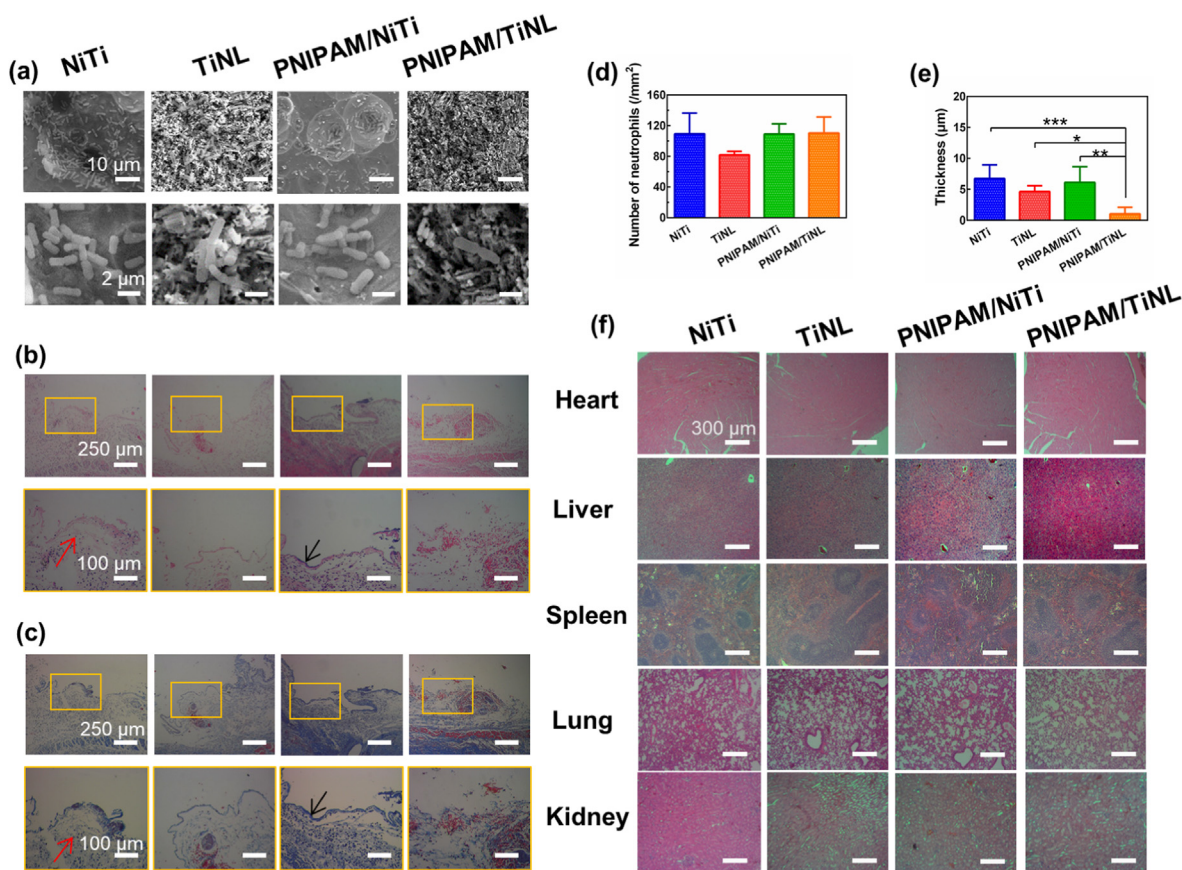 (a)
NiTi
TiNL
PNIPAM/NiTi
PNIPAM/TiNL
10 μm
2 μm
(b)
250 μm
100 μm
(c)
250 μm
100 μm
(d)
Number of neutrophils (/mm²)
160
120
80
40
0
NiTi
TiNL
PNIPAM/NiTi
PNIPAM/TiNL
(e)
Thickness (μm)
20
15
10
5
0
***
*
**
NiTi
TiNL
PNIPAM/NiTi
PNIPAM/TiNL
(f)
NiTi
TiNL
PNIPAM/NiTi
PNIPAM/TiNL
Heart
300 μm
Liver
Spleen
Lung
Kidney